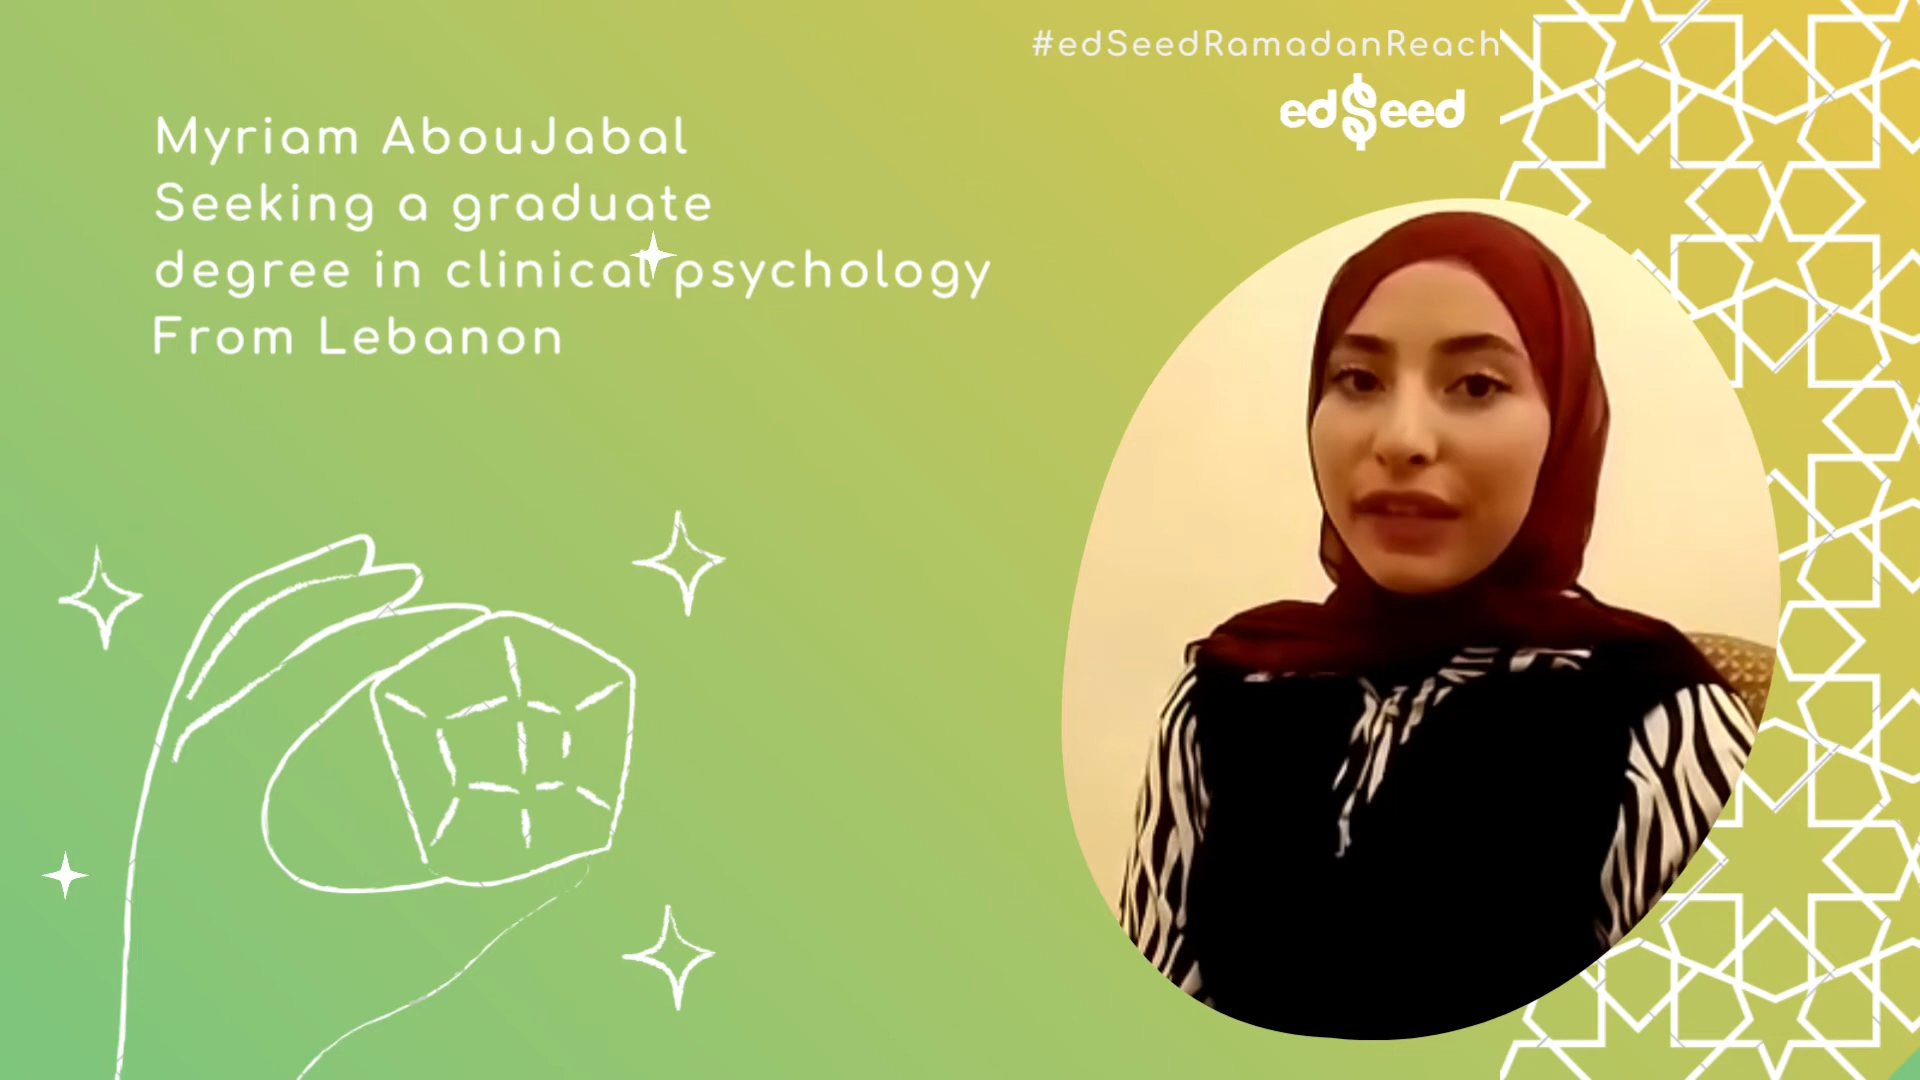 #edSeedRamadanReach
edSeed
Myriam AbouJabal
Seeking a graduate
degree in clinical psychology
From Lebanon